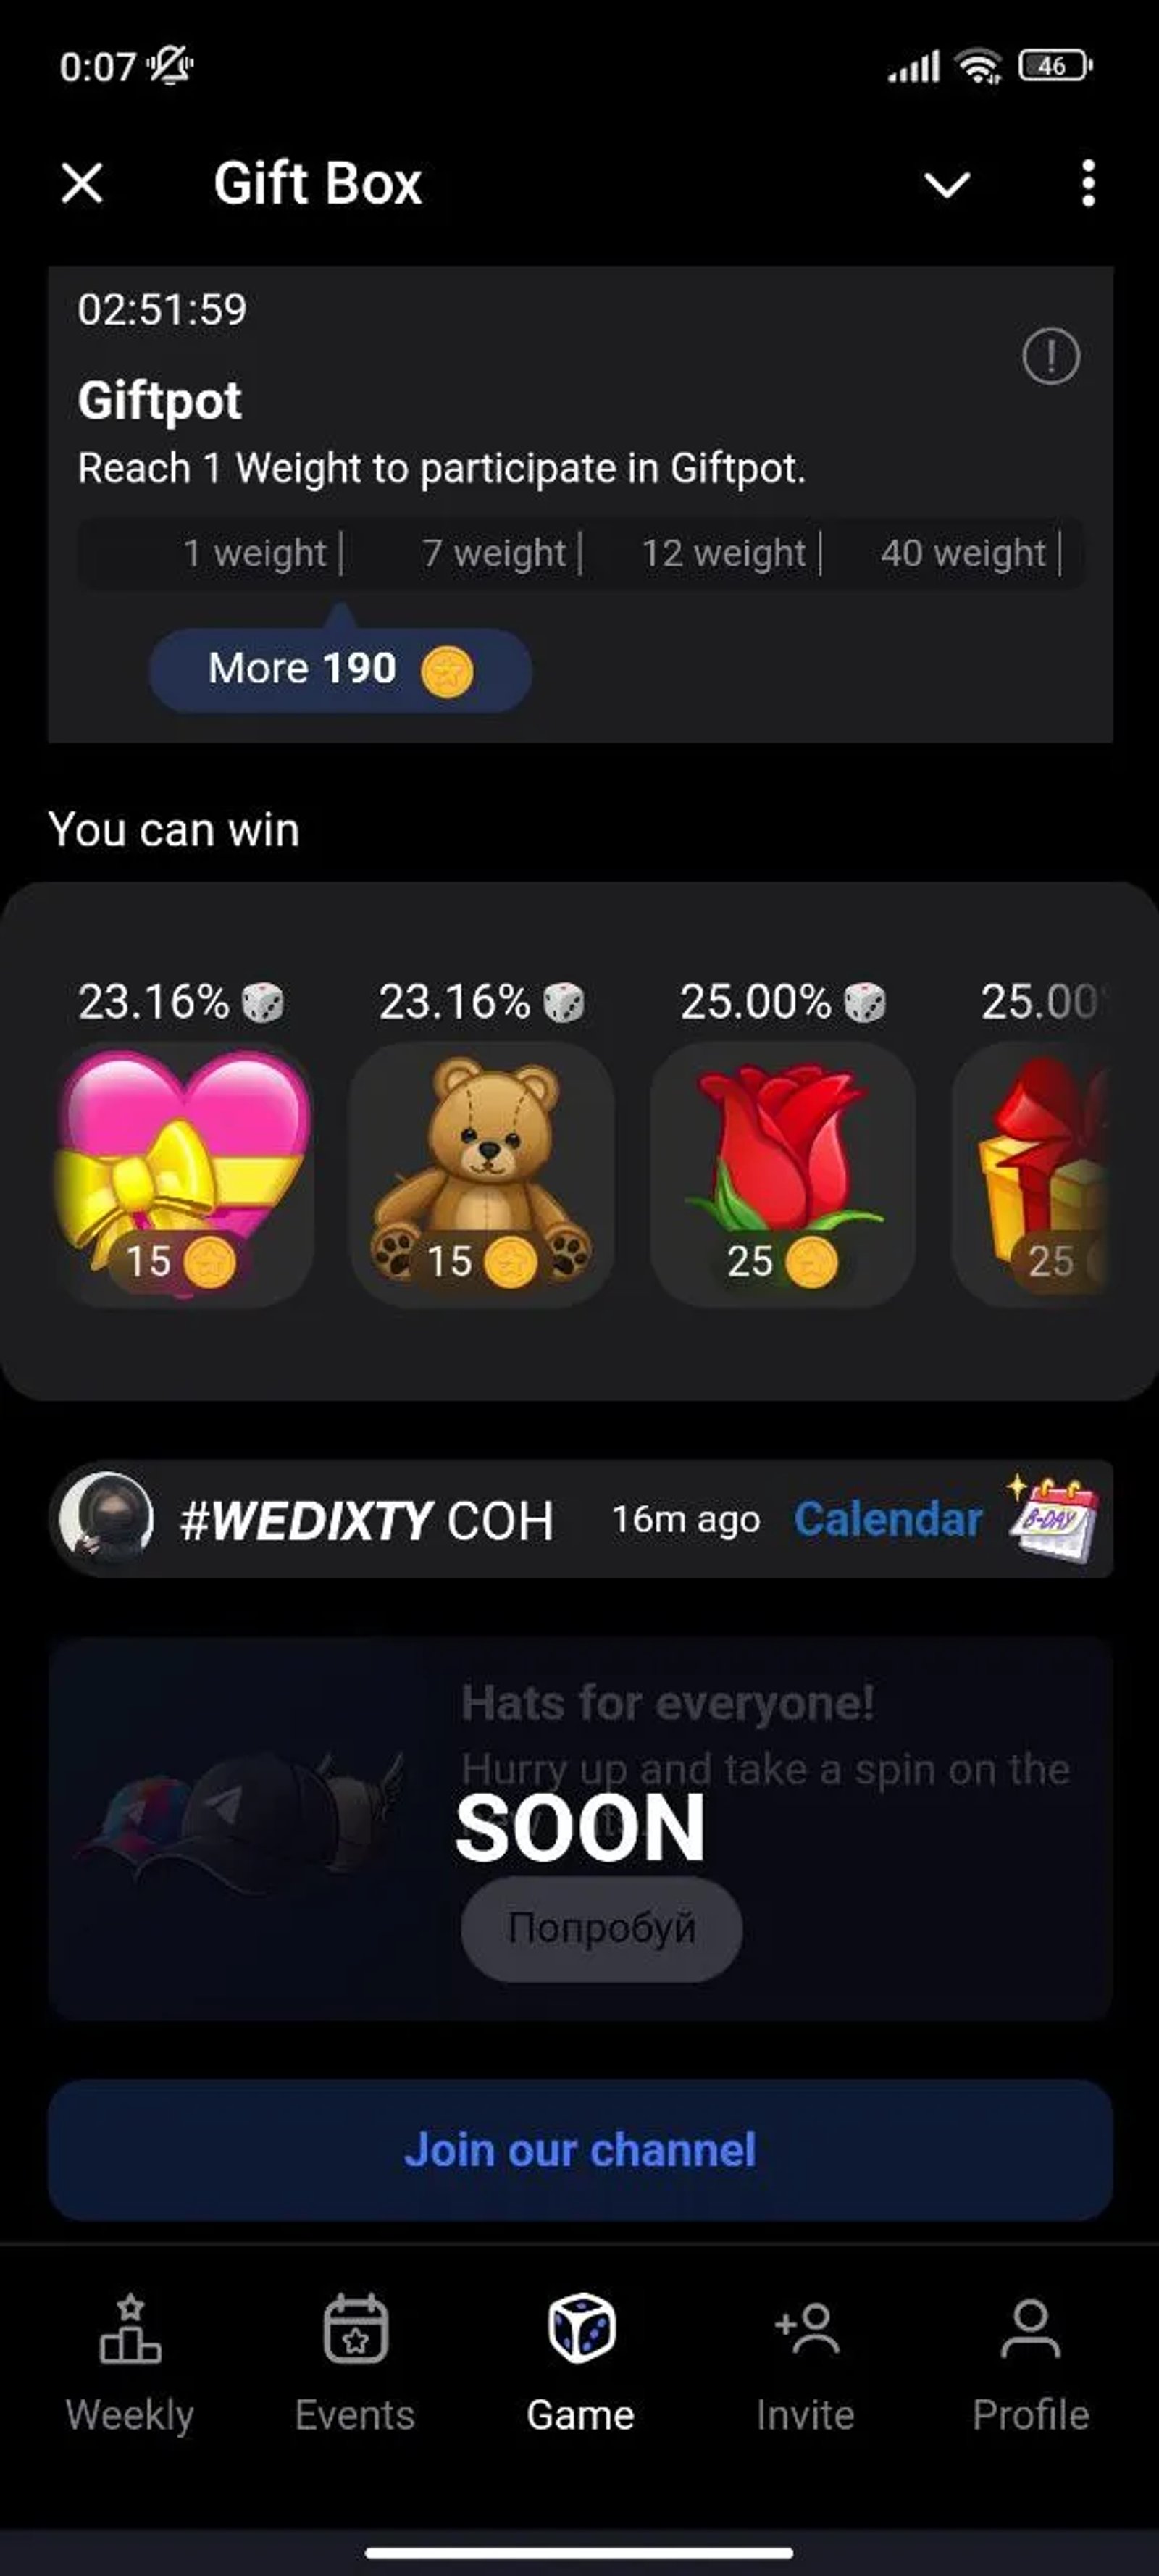 0:07
46
Gift Box
02:51:59
Giftpot
Reach 1 Weight to participate in Giftpot.
1 weight 7 weight 12 weight 40 weight
More 190
You can win
23.16% 23.16% 25.00% 25.00
15 15 25 25
#WEDIXTY СОН 16m ago Calendar
B-DAY
Hats for everyone!
Hurry up and take a spin on the
SOON
Попробуй
Join our channel
Weekly Events Game Invite Profile